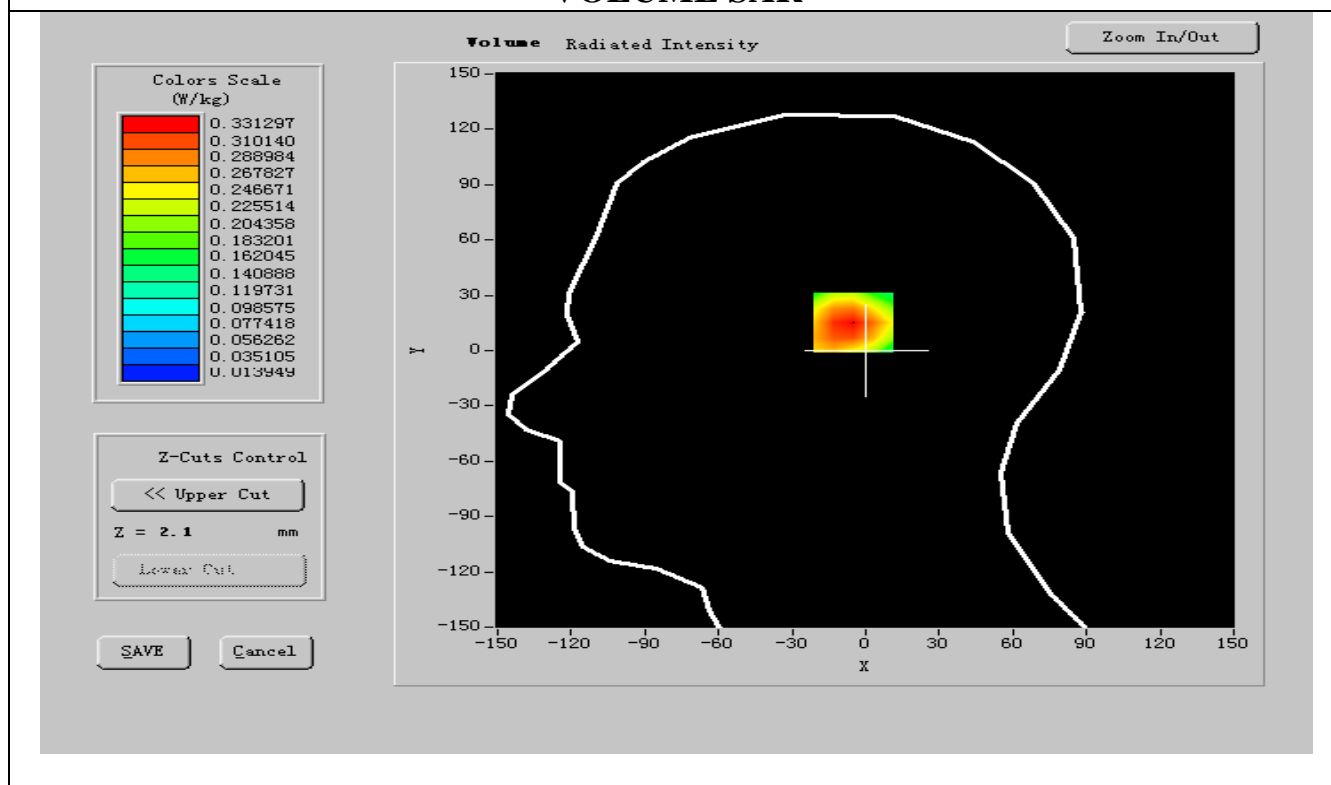 VOLUME SAR
Volume Radiated Intensity
Zoom In/Out
Colors Scale
(W/kg)
0.331297
0.310140
0.288984
0.267827
0.246671
0.225514
0.204358
0.183201
0.162045
0.140888
0.119731
0.098575
0.077418
0.056262
0.035105
0.013949
Z-Cuts Control
<< Upper Cut
Z = 2.1 mm
Lower Cut
SAVE
Cancel
150
120
90
60
30
0
-30
-60
-90
-120
-150
Y
-150 -120 -90 -60 -30 0 30 60 90 120 150
X